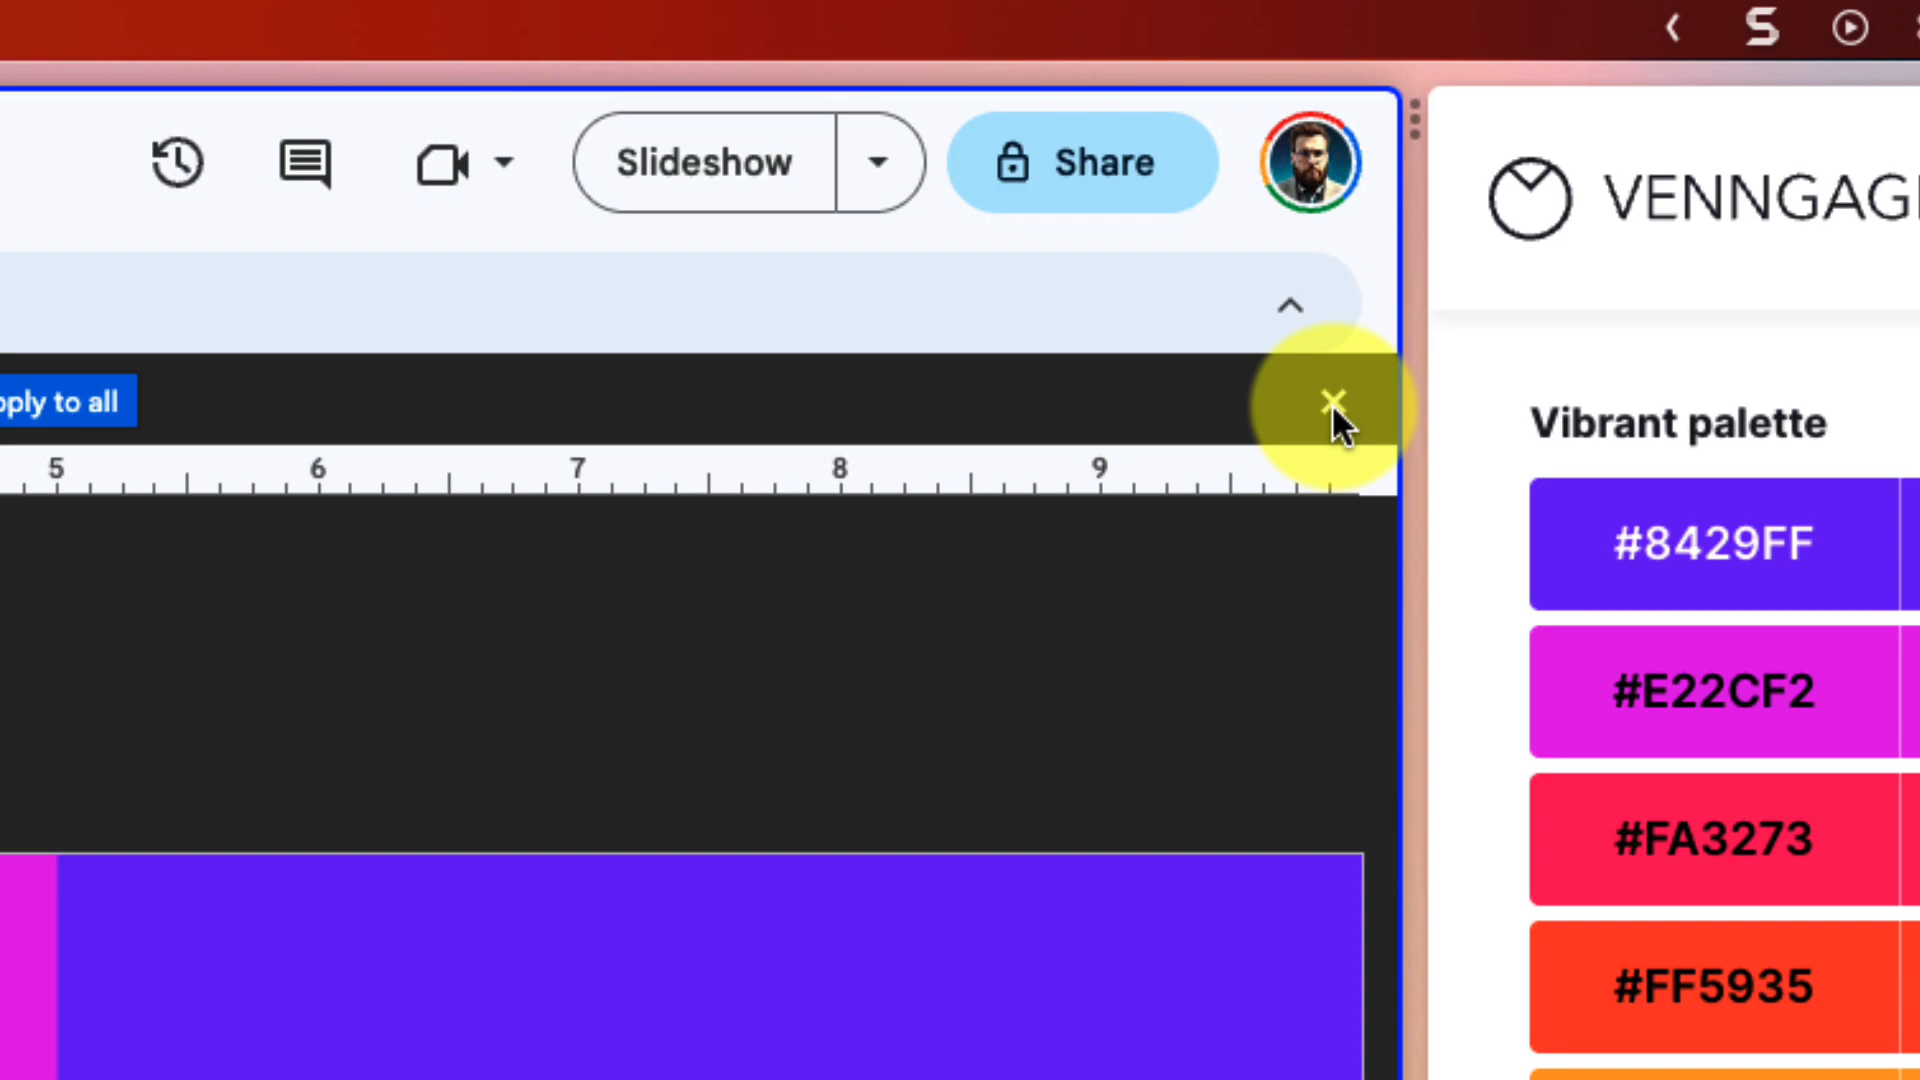 Slideshow
Share
VENNGAG
pply to all
5 6 7 8 9
Vibrant palette
#8429FF
#E22CF2
#FA3273
#FF5935